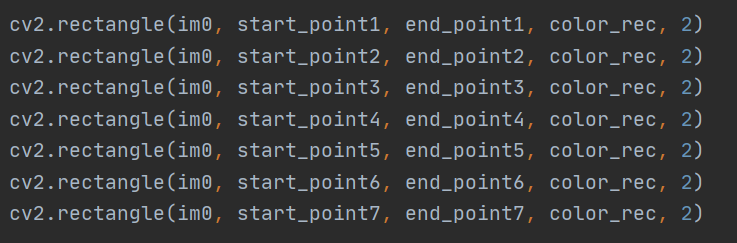 cv2.rectangle(im0, start_point1, end_point1, color_rec, 2)
cv2.rectangle(im0, start_point2, end_point2, color_rec, 2)
cv2.rectangle(im0, start_point3, end_point3, color_rec, 2)
cv2.rectangle(im0, start_point4, end_point4, color_rec, 2)
cv2.rectangle(im0, start_point5, end_point5, color_rec, 2)
cv2.rectangle(im0, start_point6, end_point6, color_rec, 2)
cv2.rectangle(im0, start_point7, end_point7, color_rec, 2)